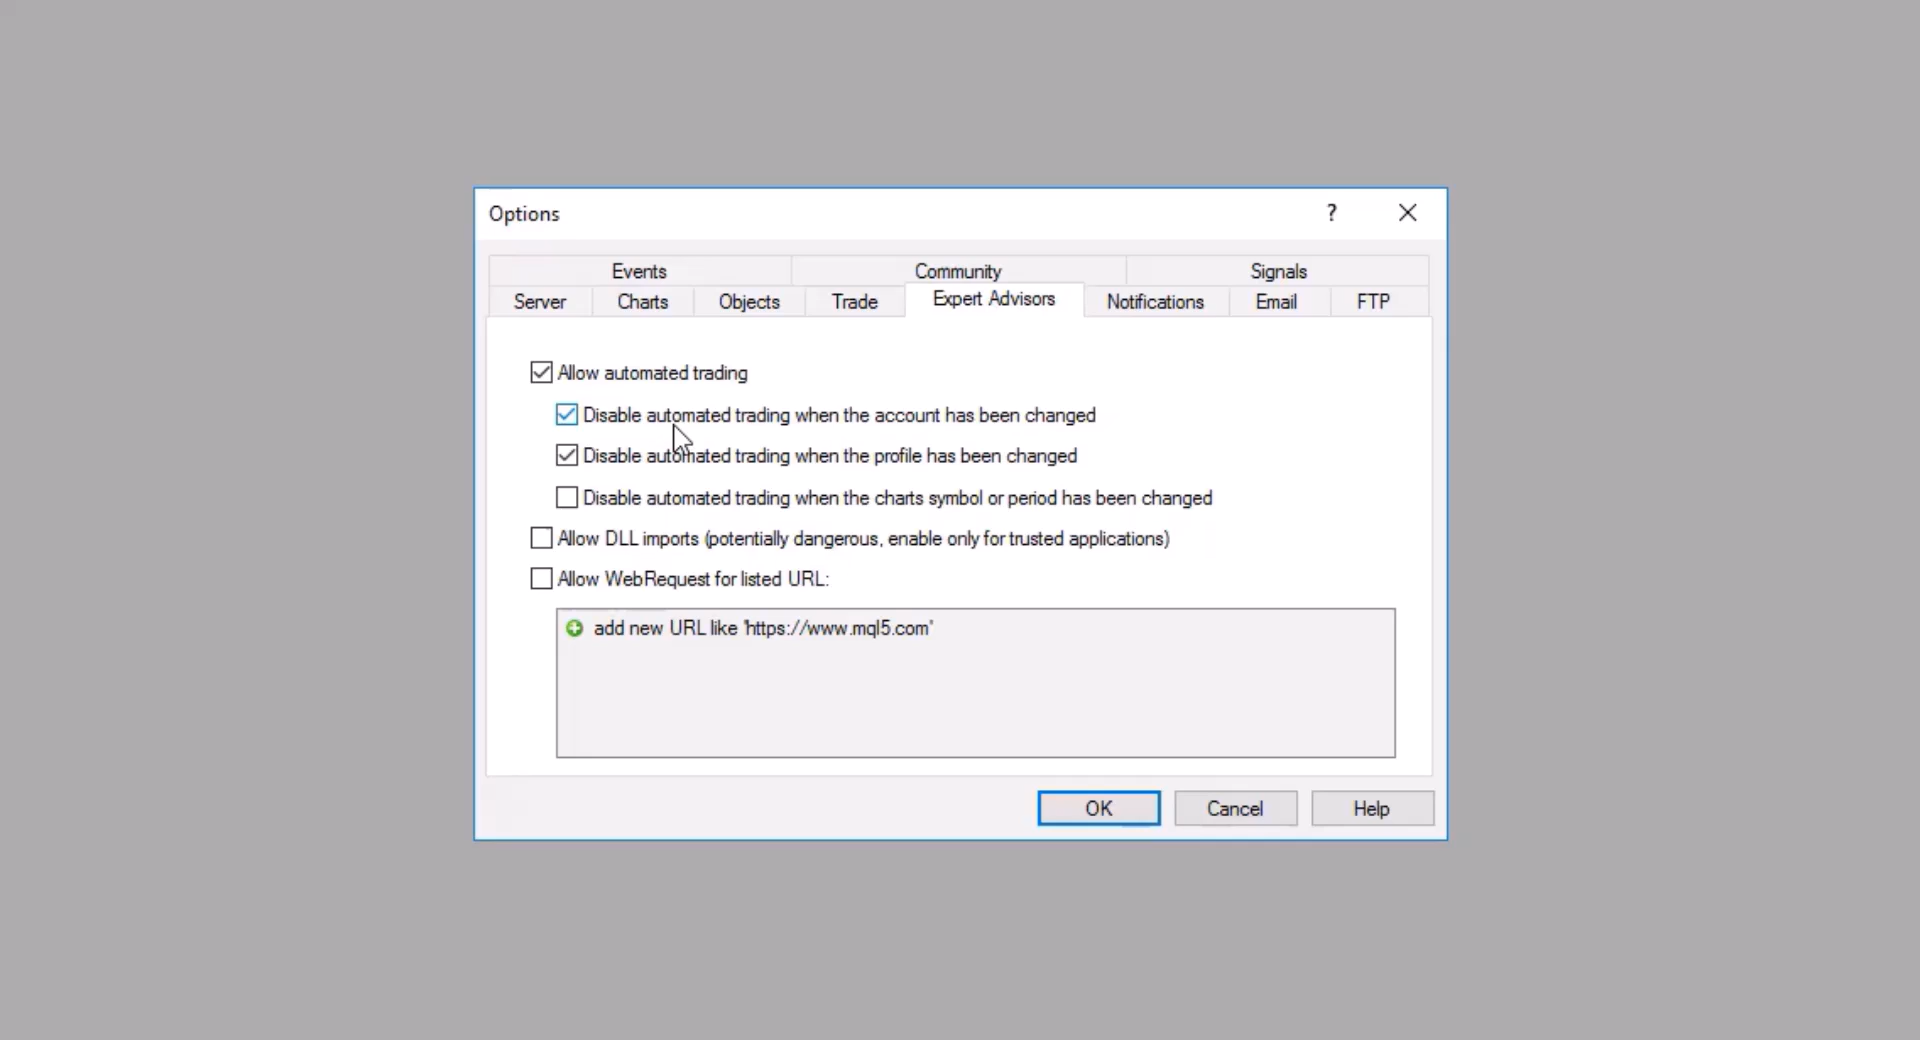 Options
?
Events Community Signals
Server Charts Objects Trade Expert Advisors Notifications Email FTP
Allow automated trading
Disable automated trading when the account has been changed
Disable automated trading when the profile has been changed
Disable automated trading when the charts symbol or period has been changed
Allow DLL imports (potentially dangerous, enable only for trusted applications)
Allow WebRequest for listed URL:
add new URL like 'https://www.mql5.com'
OK Cancel Help